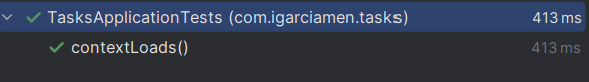 TasksApplicationTests (com.igarciamen.tasks) 413 ms
contextLoads() 413 ms